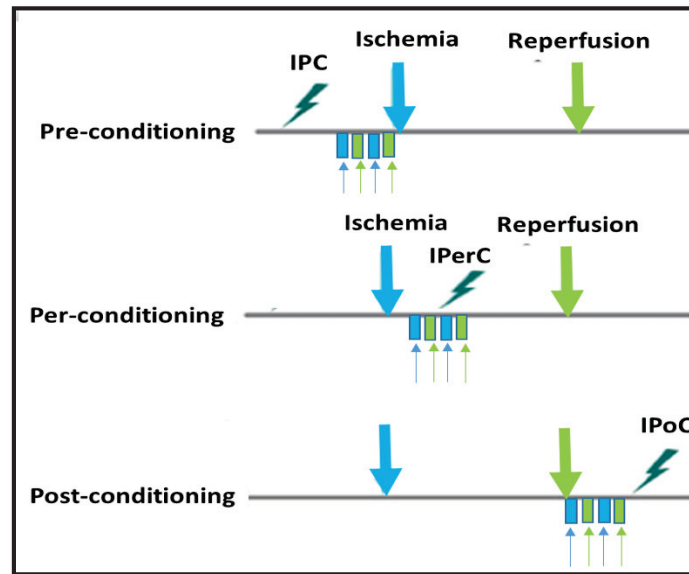 Ischemia Reperfusion
IPC
Pre-conditioning
Ischemia Reperfusion
IPerC
Per-conditioning
IPoC
Post-conditioning